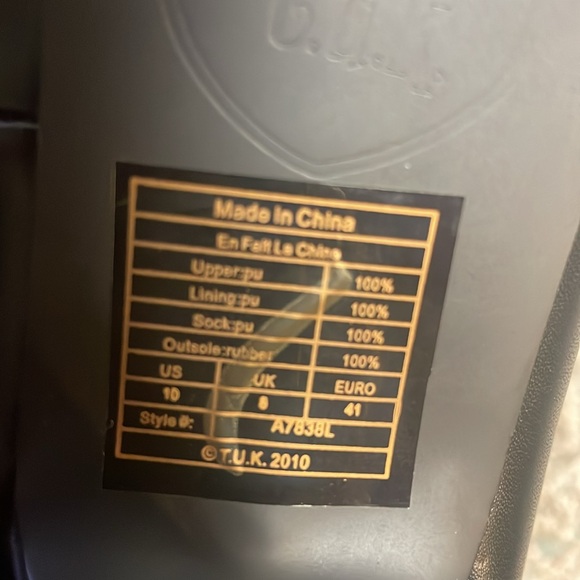 Made In China
En Fait Le Chine
Upper:pu 100%
Lining:pu 100%
Sock:pu 100%
Outsole:rubber 100%
US UK EURO
10 8 41
Style#: A7838L
© T.U.K. 2010